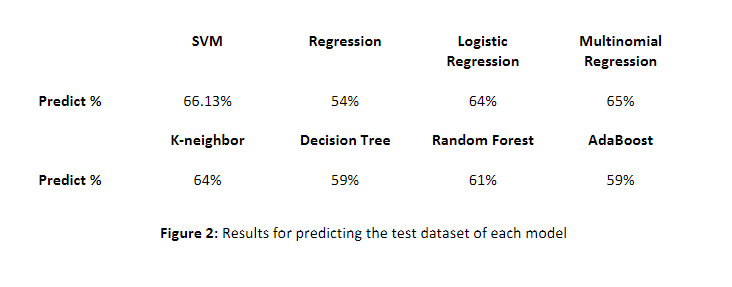 SVM Regression Logistic Regression Multinomial Regression
Predict % 66.13% 54% 64% 65%
K-neighbor Decision Tree Random Forest AdaBoost
Predict % 64% 59% 61% 59%
Figure 2: Results for predicting the test dataset of each model